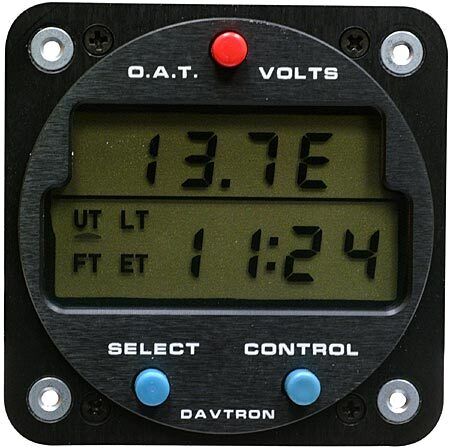 O.A.T. VOLTS
13.7E
UT LT
FT ET
11:24
SELECT CONTROL
DAVTRON